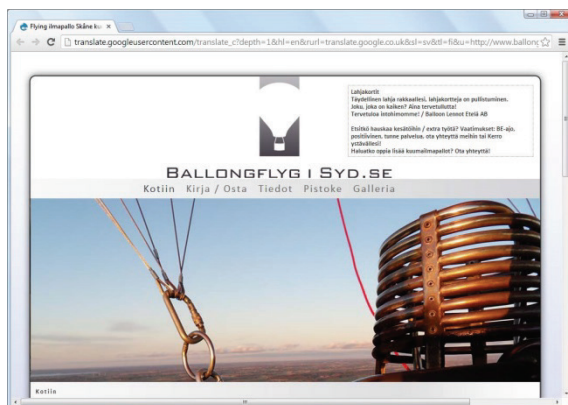 Flying ilmapallo Skåne ku
translate.googleusercontent.com/translate_c?depth=1&hl=en&rurl=translate.google.co.uk&sl=sv&tl=fi&u=http://www.ballong
Lahjakortit
Täydellinen lahja rakkaallesi, lahjakortteja on pullistuminen.
Joku, joka on kaiken? Aina tervetullutta!
Tervetuloa intohimomme! / Balloon Lennot Etelä AB
Etsitkö hauskaa kesätöihin / extra työtä? Vaatimukset: BE-ajo,
positiivinen, tunne palvelua, ota yhteyttä meihin tai Kerro
ystävällesi!
Haluatko oppia lisää kuumailmapallot? Ota yhteyttä!
BALLONGFLYG I SYD.SE
Kotiin Kirja / Osta Tiedot Pistoke Galleria
Kotiin